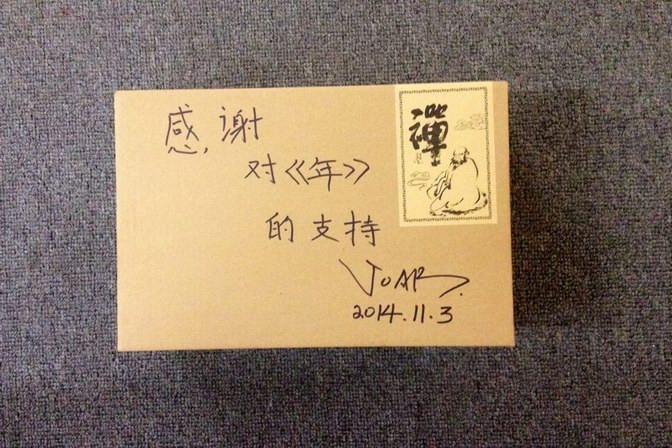 感谢
对《年》
的支持
JOAR.
2014.11.3
禪